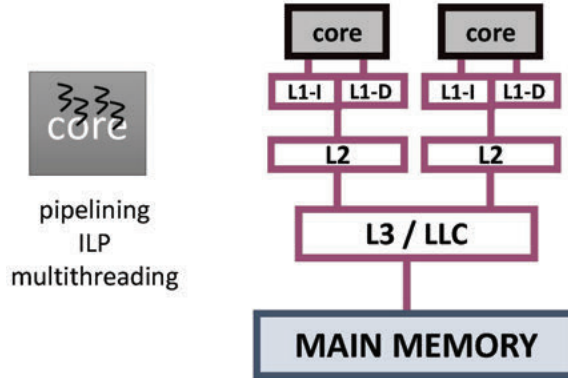 core
pipelining
ILP
multithreading
core core
L1-I L1-D L1-I L1-D
L2 L2
L3 / LLC
MAIN MEMORY